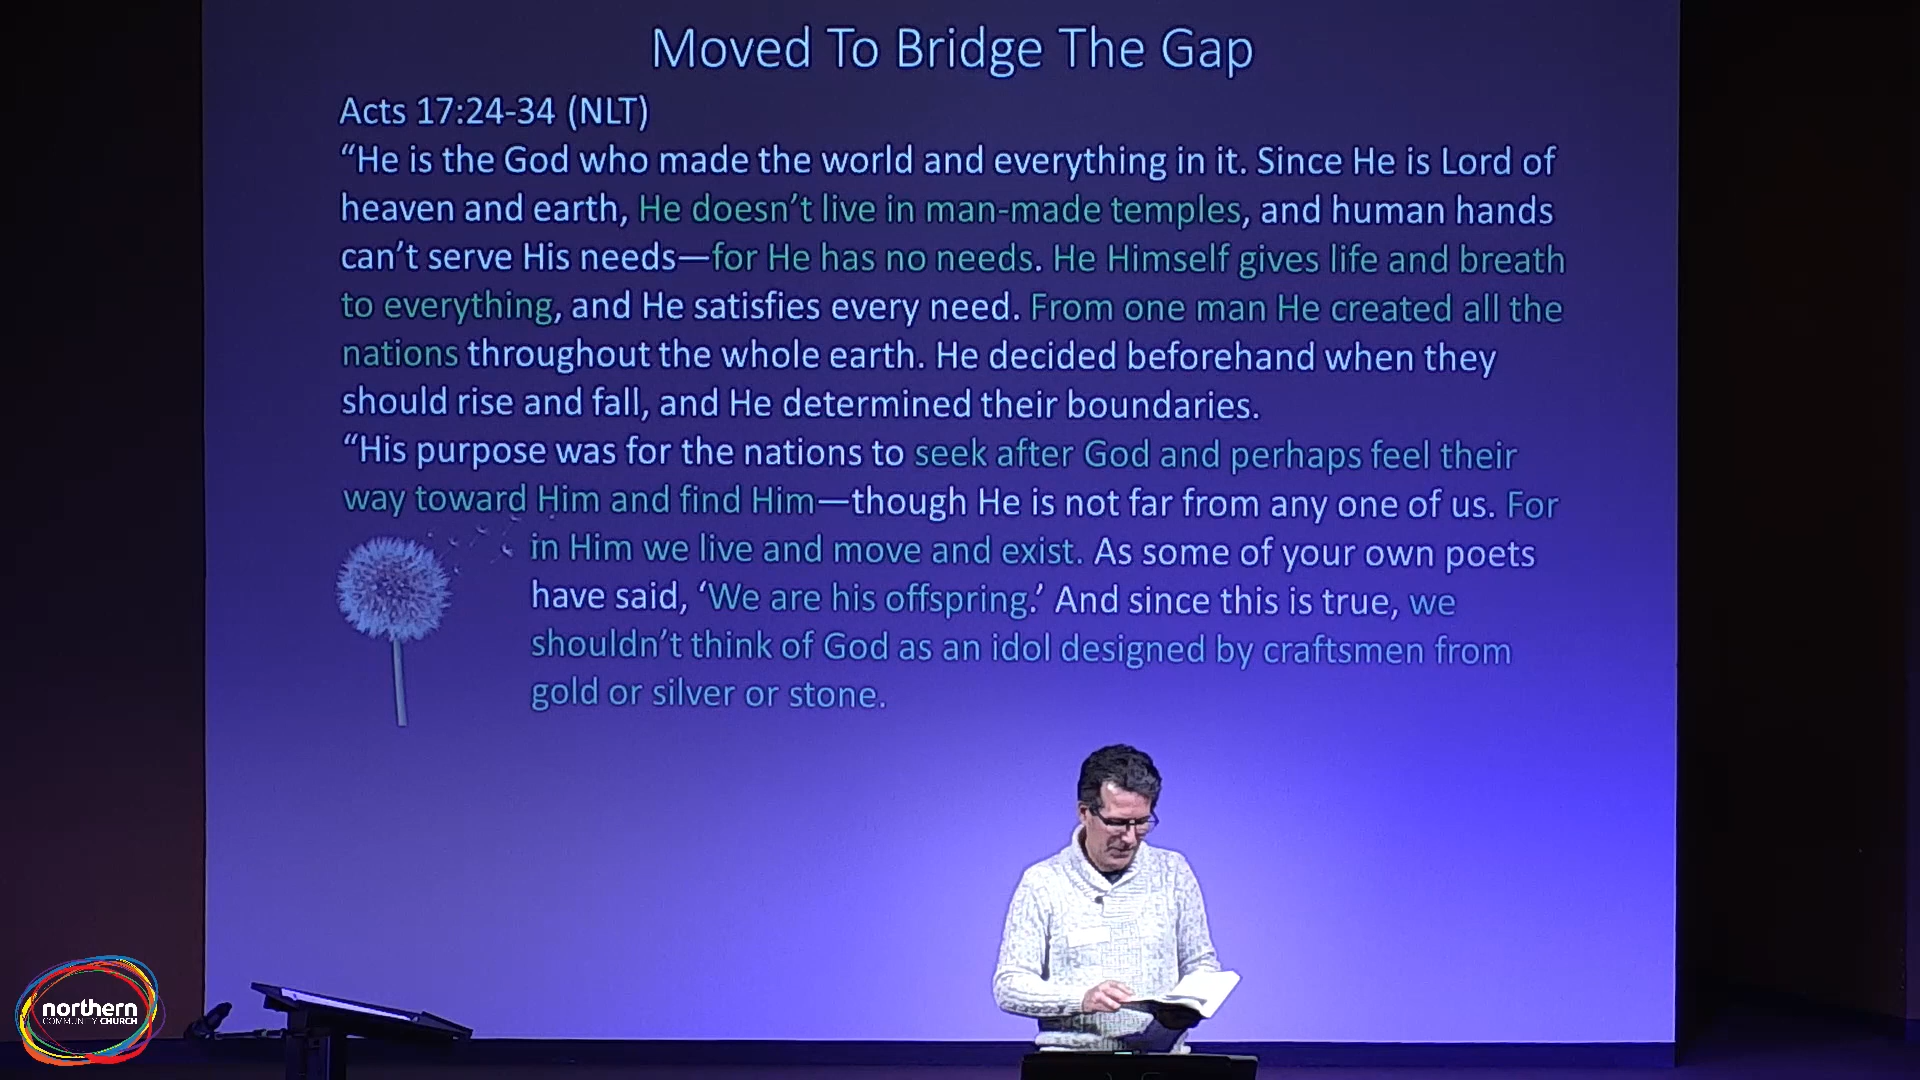 Moved To Bridge The Gap
Acts 17:24-34 (NLT)
“He is the God who made the world and everything in it. Since He is Lord of
heaven and earth, He doesn’t live in man-made temples, and human hands
can’t serve His needs—for He has no needs. He Himself gives life and breath
to everything, and He satisfies every need. From one man He created all the
nations throughout the whole earth. He decided beforehand when they
should rise and fall, and He determined their boundaries.
“His purpose was for the nations to seek after God and perhaps feel their
way toward Him and find Him—though He is not far from any one of us. For
in Him we live and move and exist. As some of your own poets
have said, ‘We are his offspring.’ And since this is true, we
shouldn’t think of God as an idol designed by craftsmen from
gold or silver or stone.
northern
COMMUNITY CHURCH